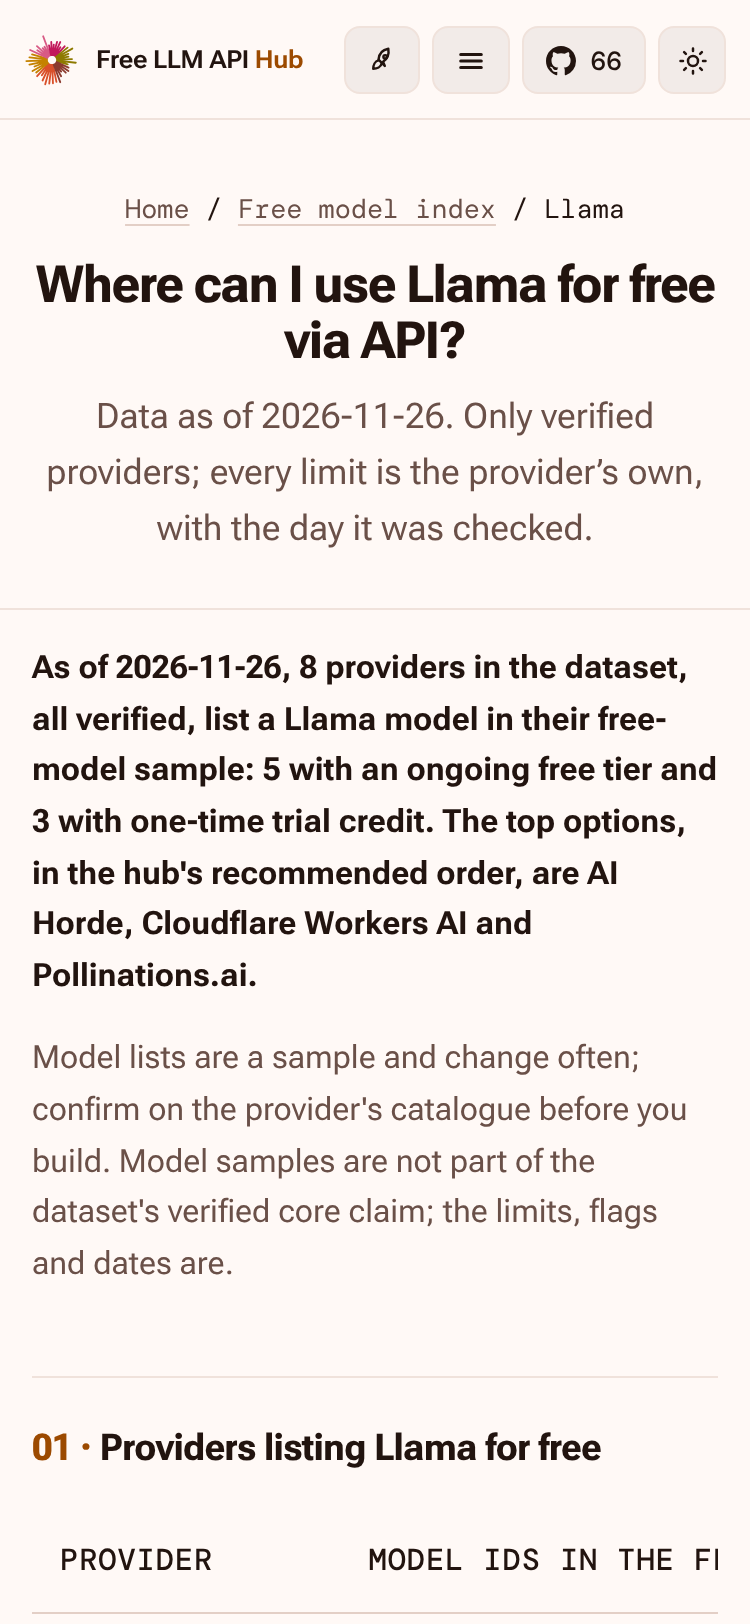 Free LLM API Hub
66
Home / Free model index / Llama
Where can I use Llama for free
via API?
Data as of 2026-11-26. Only verified
providers; every limit is the provider’s own,
with the day it was checked.
As of 2026-11-26, 8 providers in the dataset,
all verified, list a Llama model in their free-
model sample: 5 with an ongoing free tier and
3 with one-time trial credit. The top options,
in the hub's recommended order, are AI
Horde, Cloudflare Workers AI and
Pollinations.ai.
Model lists are a sample and change often;
confirm on the provider's catalogue before you
build. Model samples are not part of the
dataset's verified core claim; the limits, flags
and dates are.
01 · Providers listing Llama for free
PROVIDER MODEL IDS IN THE